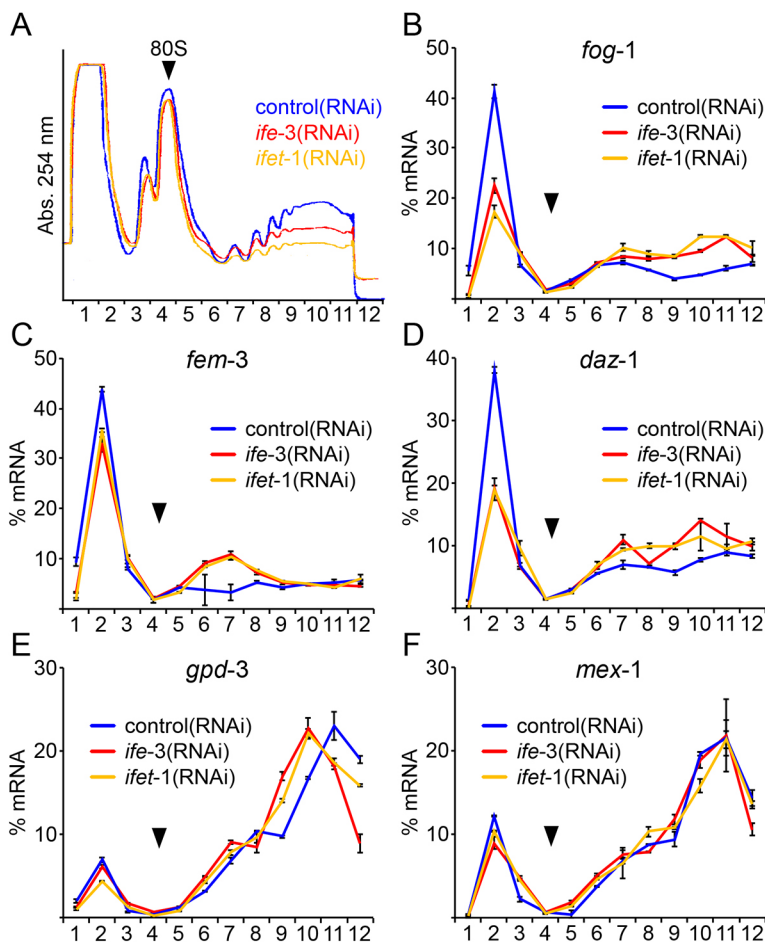 A
80S
control(RNAi)
ife-3(RNAi)
ifet-1(RNAi)
Abs. 254 nm
1 2 3 4 5 6 7 8 9 10 11 12
B
fog-1
50
40
30
20
10
% mRNA
control(RNAi)
ife-3(RNAi)
ifet-1(RNAi)
1 2 3 4 5 6 7 8 9 10 11 12
C
fem-3
50
40
30
20
10
% mRNA
control(RNAi)
ife-3(RNAi)
ifet-1(RNAi)
1 2 3 4 5 6 7 8 9 10 11 12
D
daz-1
50
40
30
20
10
0
% mRNA
control(RNAi)
ife-3(RNAi)
ifet-1(RNAi)
1 2 3 4 5 6 7 8 9 10 11 12
E
gpd-3
30
20
10
0
% mRNA
control(RNAi)
ife-3(RNAi)
ifet-1(RNAi)
1 2 3 4 5 6 7 8 9 10 11 12
F
mex-1
30
20
10
% mRNA
control(RNAi)
ife-3(RNAi)
ifet-1(RNAi)
1 2 3 4 5 6 7 8 9 10 11 12